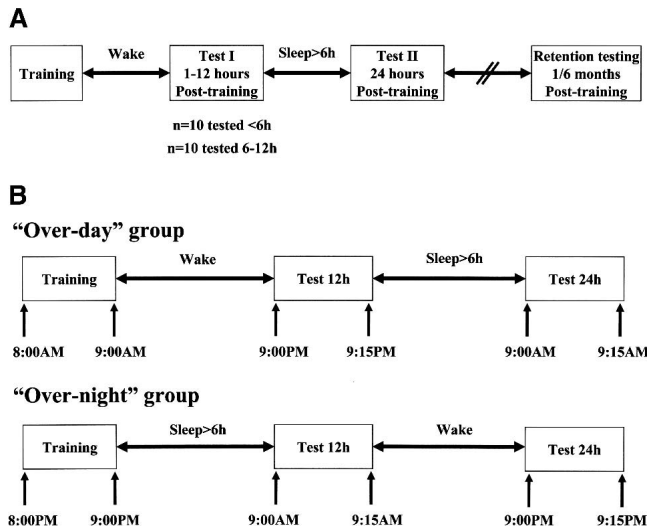 A
Training
Wake
Test I
1-12 hours
Post-training
Sleep>6h
Test II
24 hours
Post-training
Retention testing
1/6 months
Post-training
n=10 tested <6h
n=10 tested 6-12h
B
“Over-day” group
Training
Wake
Test 12h
Sleep>6h
Test 24h
8:00AM
9:00AM
9:00PM
9:15PM
9:00AM
9:15AM
“Over-night” group
Training
Sleep>6h
Test 12h
Wake
Test 24h
8:00PM
9:00PM
9:00AM
9:15AM
9:00PM
9:15PM